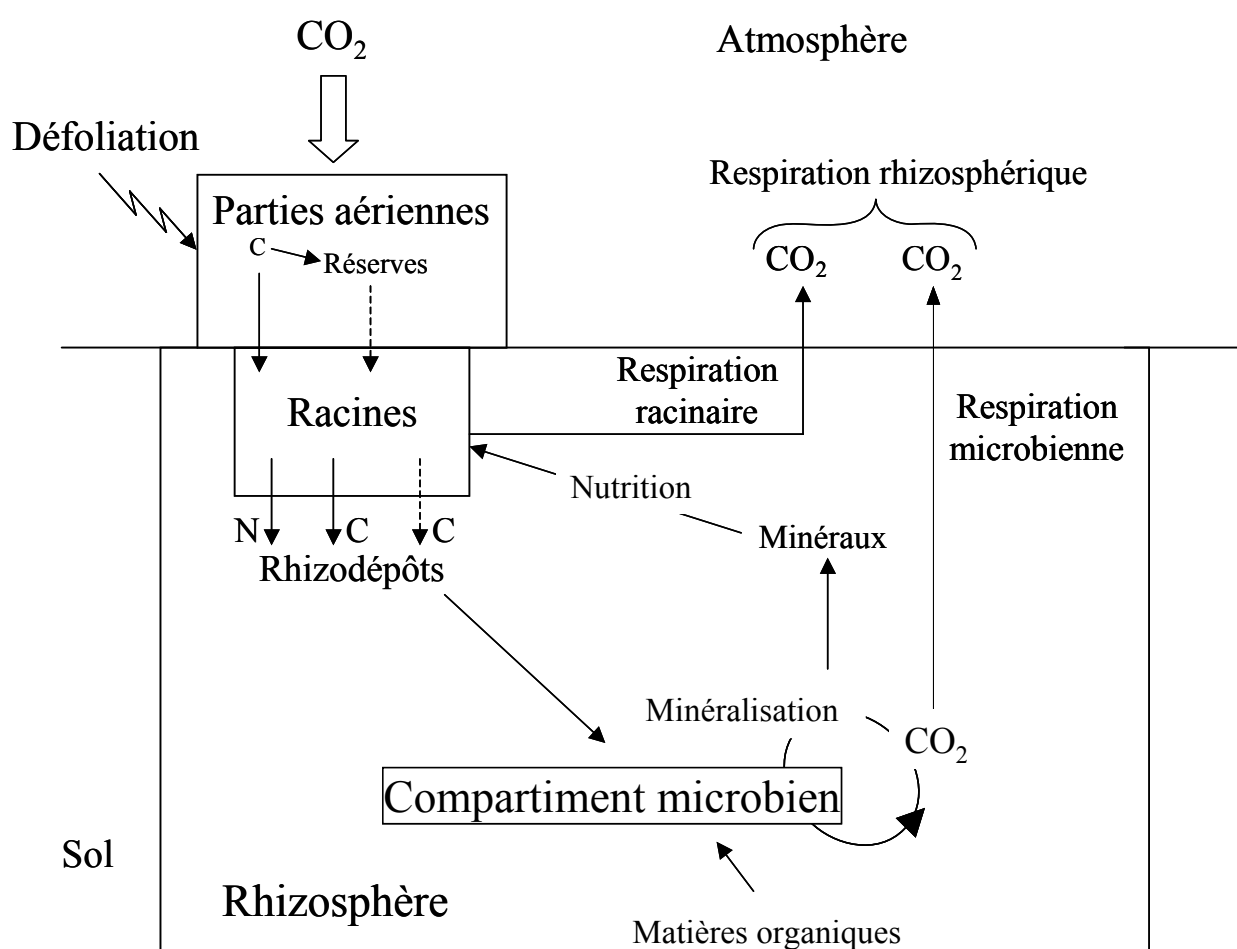 CO₂
Atmosphère
Défoliation
Respiration rhizosphérique
Parties aériennes
C
Réserves
CO₂
CO₂
Respiration
racinaire
Racines
Respiration
microbienne
Nutrition
N
C
C
Minéraux
Rhizodépôts
Minéralisation
CO₂
Compartiment microbien
Sol
Rhizosphère
Matières organiques